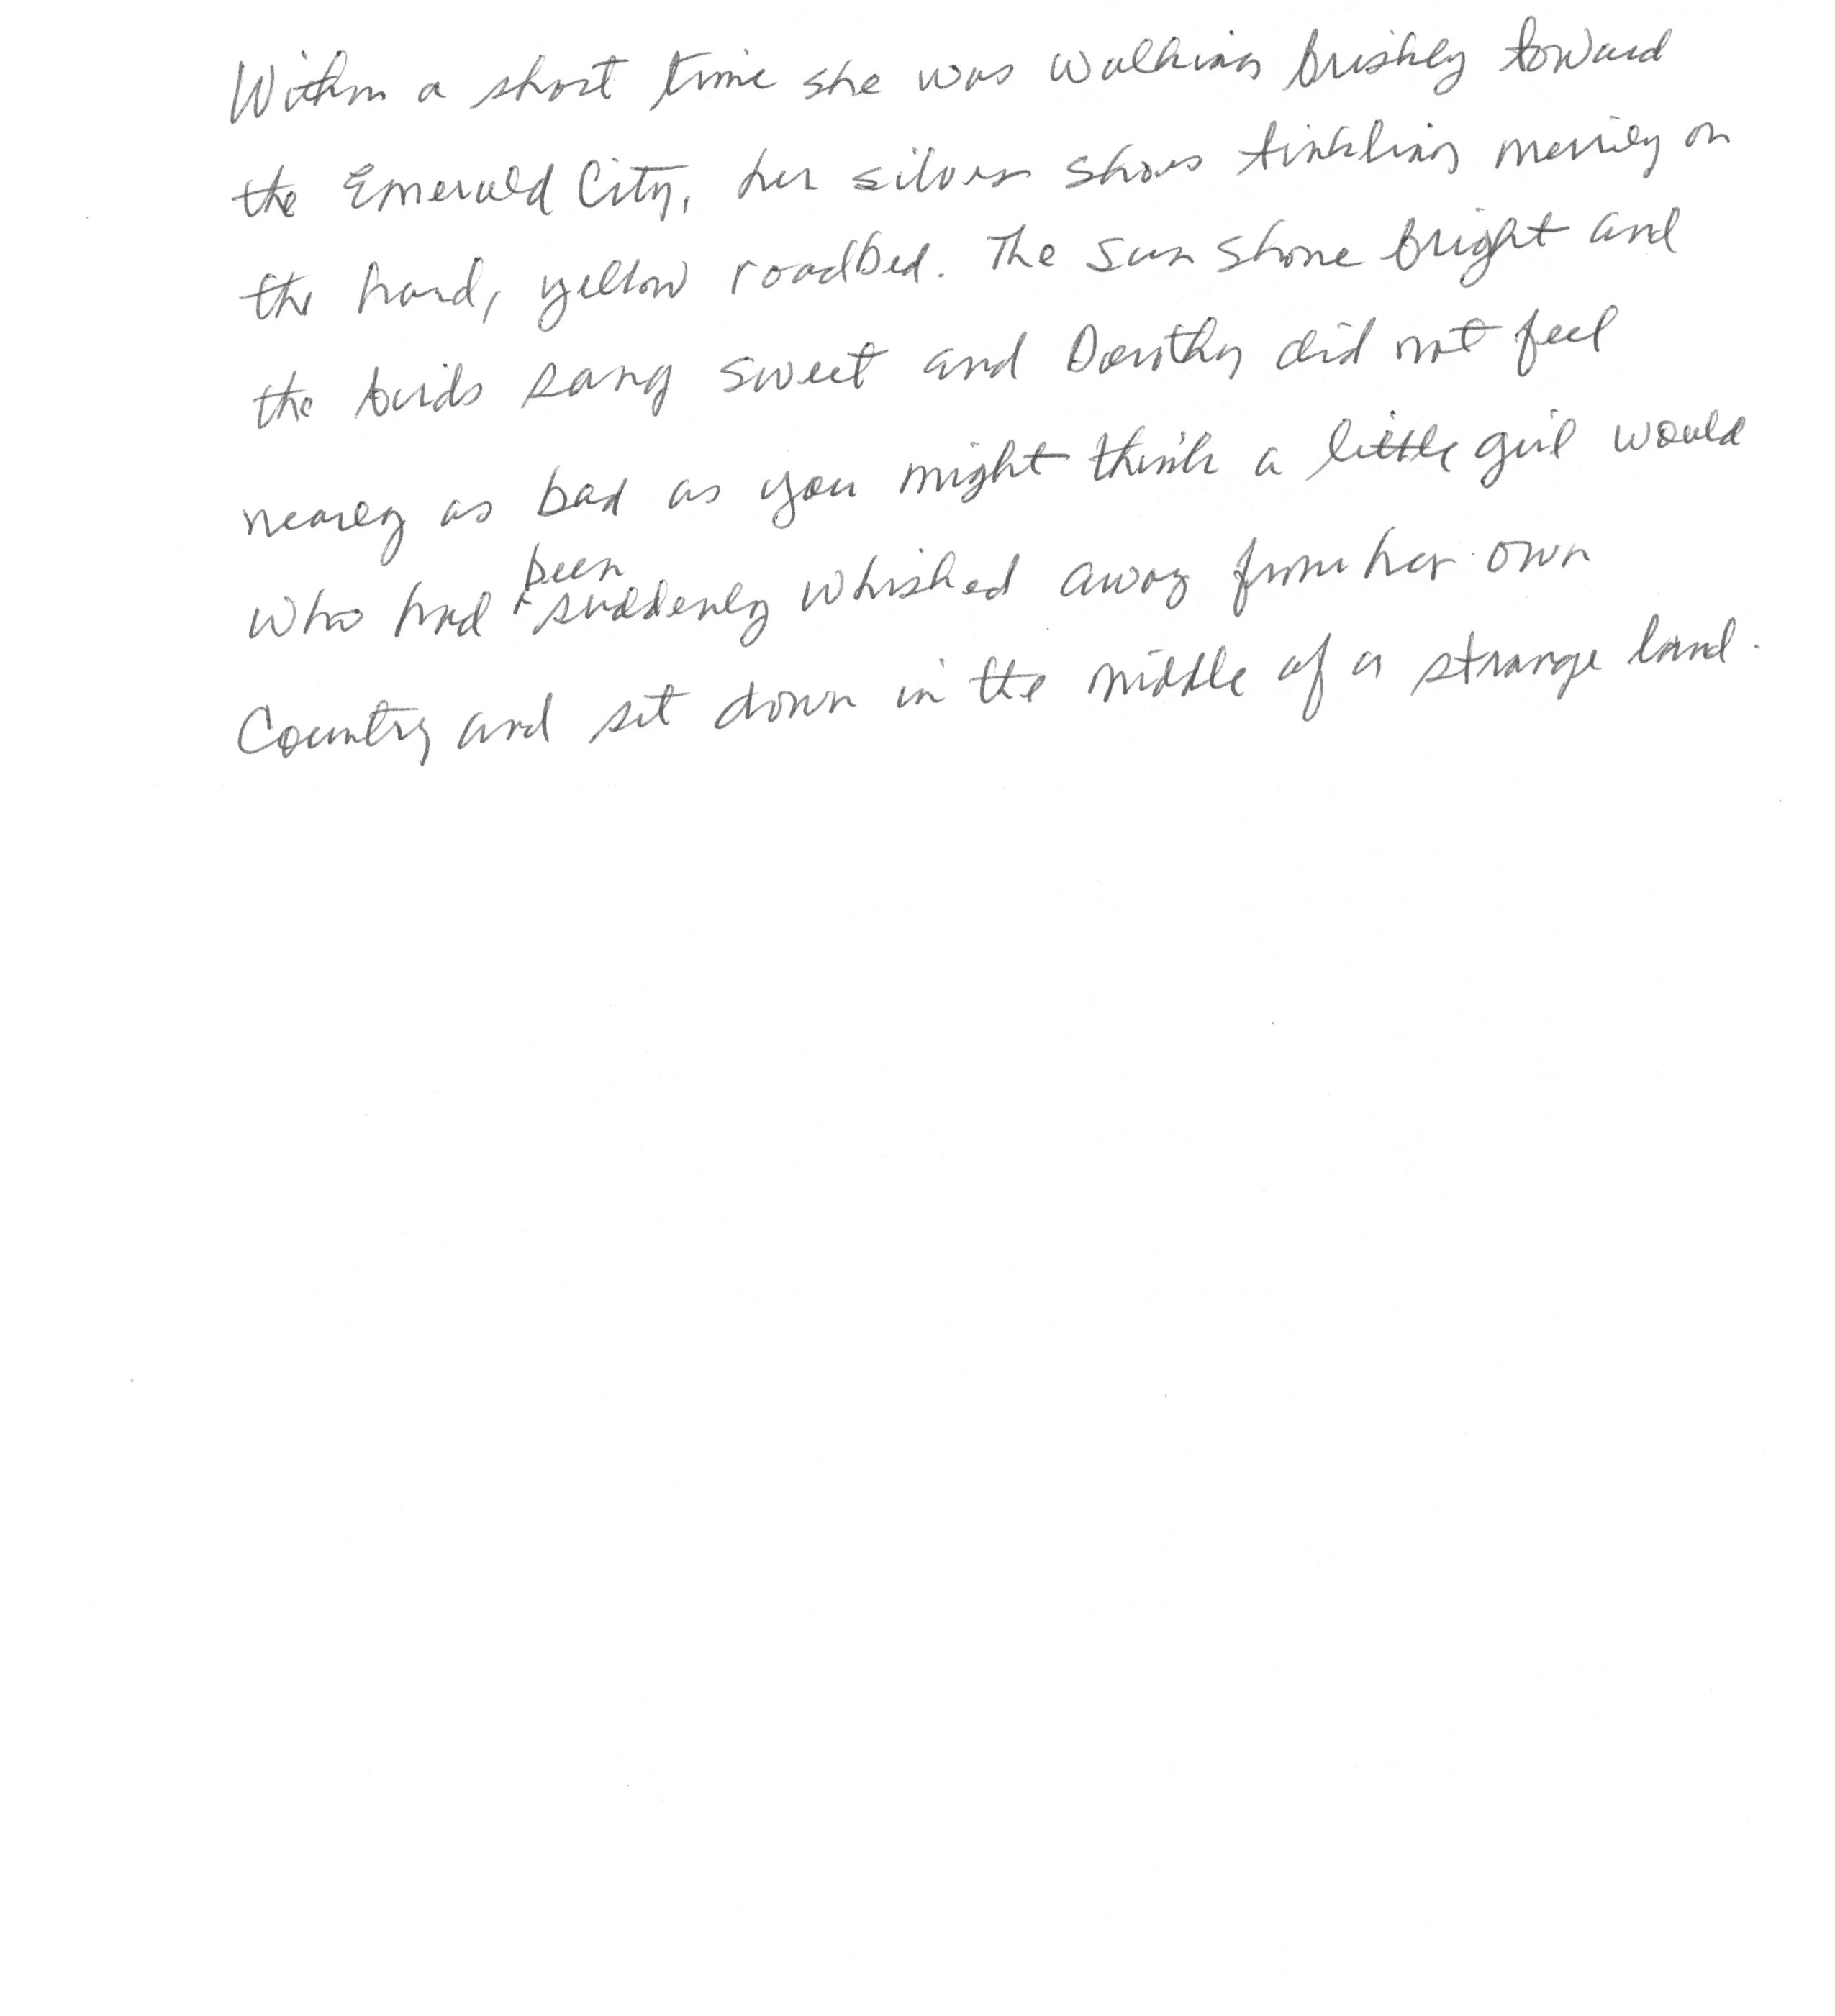 Within a short time she was walking briskly toward
the Emerald City, her silver shoes tinkling merrily on
the hard, yellow roadbed. The sun shone bright and
the birds sang sweet and Dorothy did not feel
nearly as bad as you might think a little girl would
who had been suddenly whisked away from her own
Country and set down in the middle of a strange land.